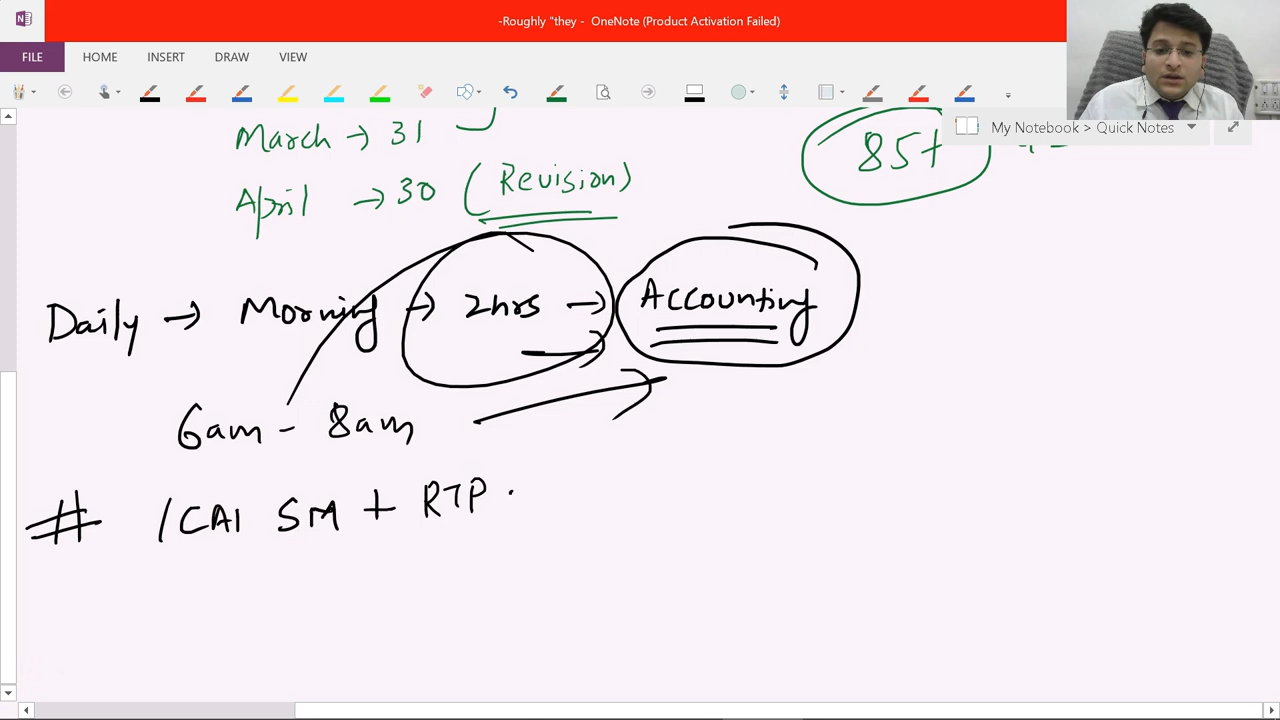 -Roughly "they - OneNote (Product Activation Failed)
FILE HOME INSERT DRAW VIEW
My Notebook > Quick Notes
March → 31
85+
April → 30 (Revision)
Daily → Morning → 2hrs → Accounting
6am - 8am
# ICAI SM + RTP